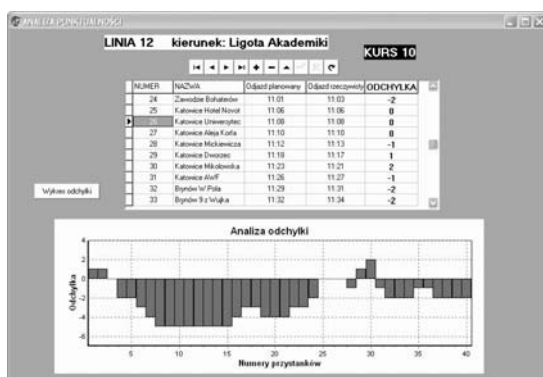 ANALIZA PUNKTUALNOŚCI
LINIA 12 kierunek: Ligota Akademiki
KURS 10
NUMER NAZWA Odjazd planowany Odjazd rzeczywisty ODCHYŁKA
24 Zawodzie Bohaterów 11:01 11:03 -2
25 Katowice Hotel Novot 11:06 11:06 0
26 Katowice Uniwersytec 11:08 11:08 0
27 Katowice Aleja Korfa 11:10 11:10 0
28 Katowice Mickiewicza 11:12 11:13 -1
29 Katowice Dworzec 11:18 11:17 1
30 Katowice Mikołowska 11:23 11:21 2
31 Katowice AWF 11:26 11:27 -1
32 Brynów W Pola 11:29 11:31 -2
33 Brynów 9 z Wujka 11:32 11:34 -2
Wykres odchyłki
Analiza odchyłki
Odchyłka
4
2
0
-2
-4
-6
5 10 15 20 25 30 35 40
Numery przystanków